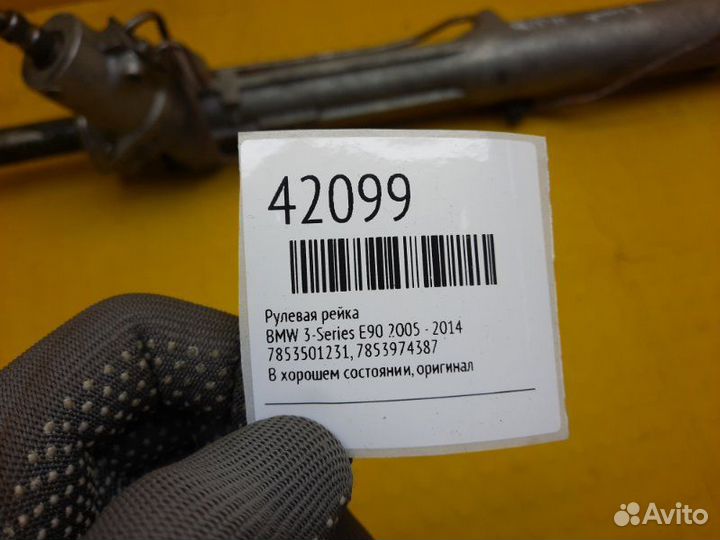 42099
Рулевая рейка
BMW 3-Series E90 2005 - 2014
7853501231, 7853974387
В хорошем состоянии, оригинал
Avito